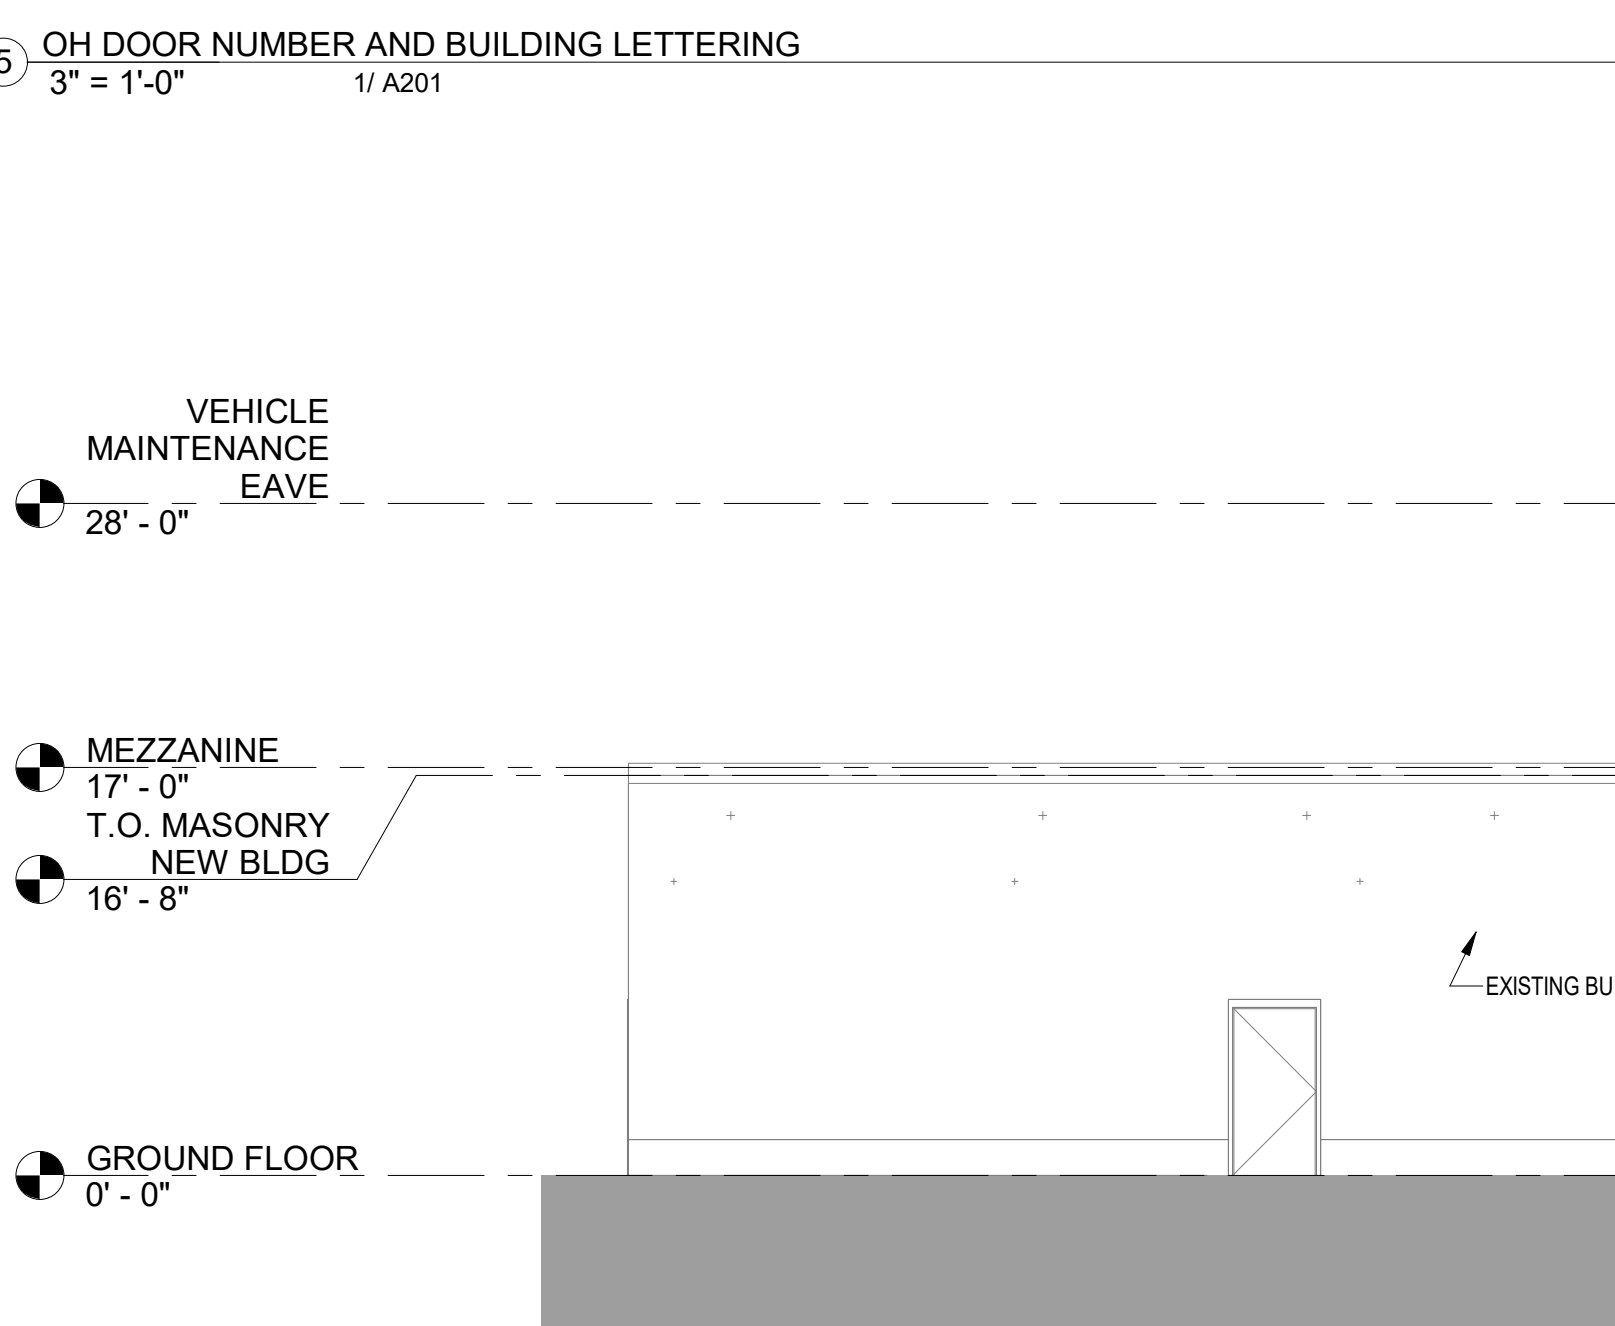 5 OH DOOR NUMBER AND BUILDING LETTERING
3" = 1'-0" 1/ A201
VEHICLE
MAINTENANCE
EAVE
28' - 0"
MEZZANINE
17' - 0"
T.O. MASONRY
NEW BLDG
16' - 8"
EXISTING BU
GROUND FLOOR
0' - 0"